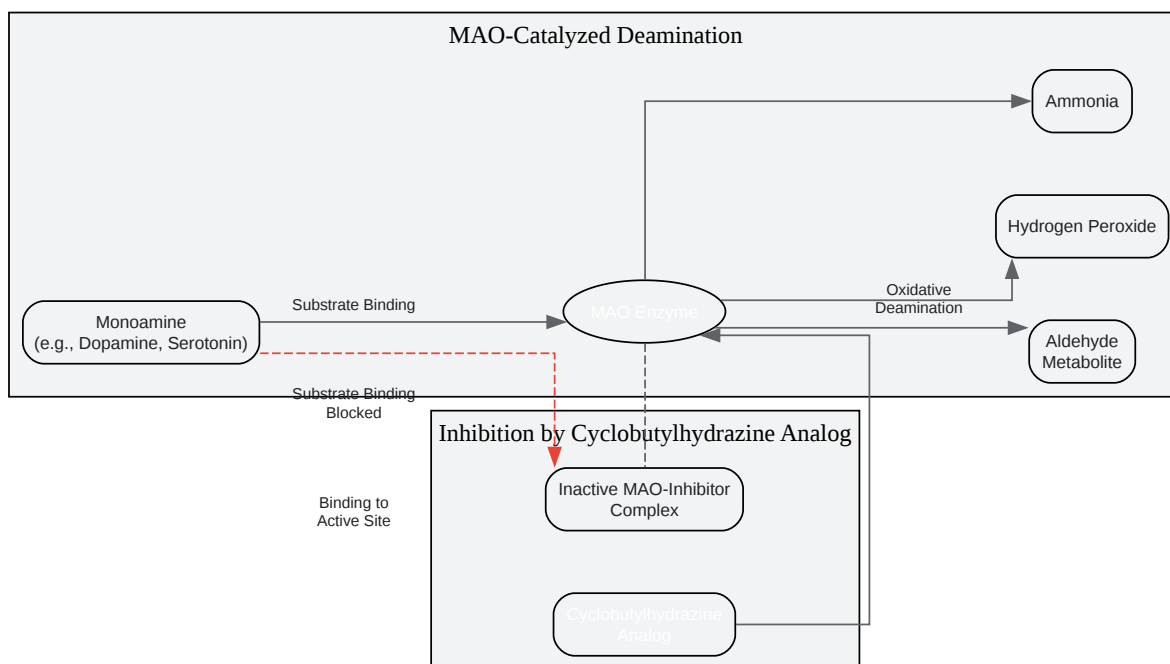 MAO-Catalyzed Deamination
Ammonia
Hydrogen Peroxide
Oxidative
Deamination
Substrate Binding
MAO Enzyme
Monoamine
(e.g., Dopamine, Serotonin)
Aldehyde
Metabolite
Substrate Binding
Blocked
Inhibition by Cyclobutylhydrazine Analog
Inactive MAO-Inhibitor
Complex
Binding to
Active Site
Cyclobutylhydrazine
Analog